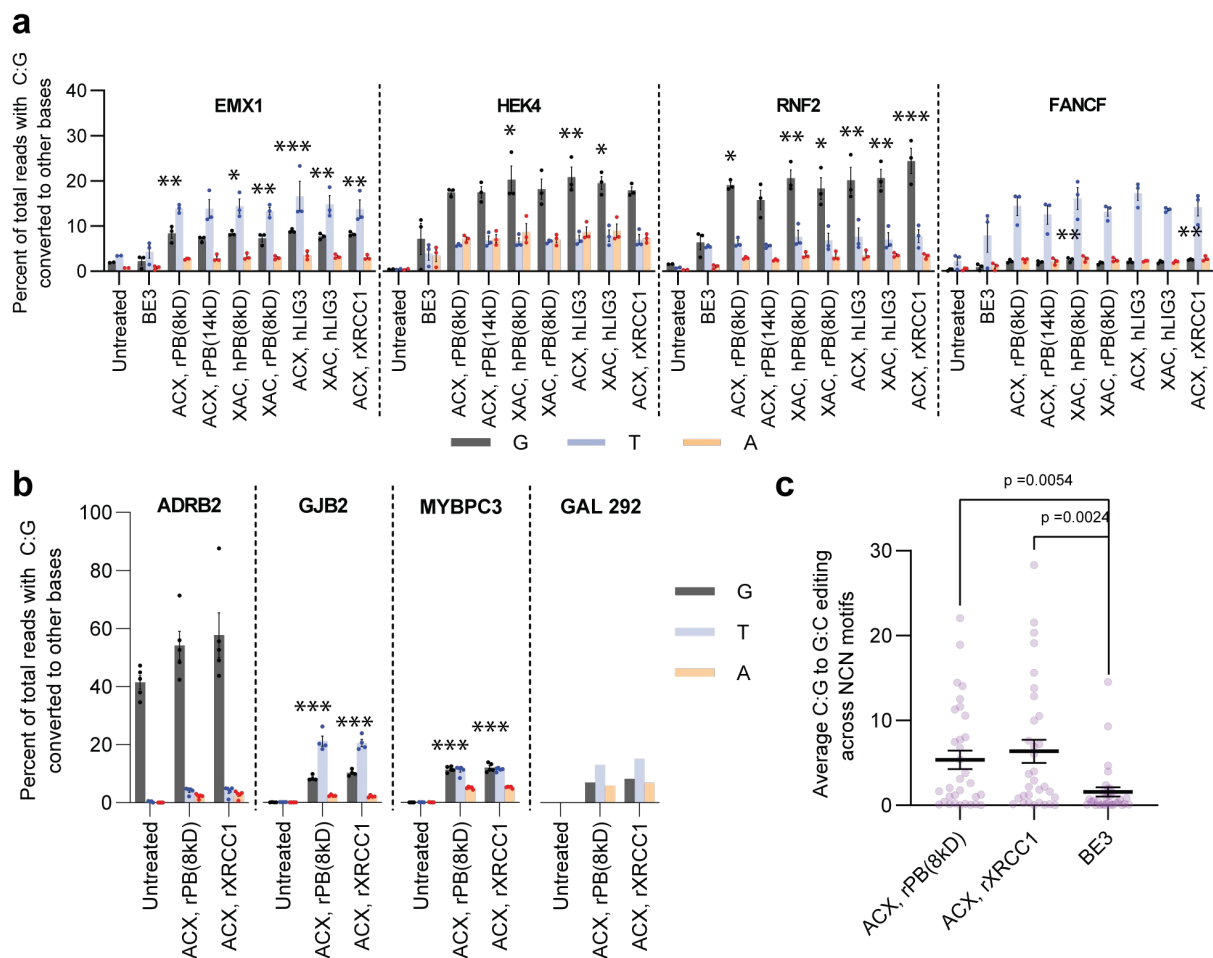 a
Percent of total reads with C:G
converted to other bases
40
30
20
10
0
EMX1
HEK4
RNF2
FANCF
** * ** *** ** **
* ** *
* ** * ** ** ***
** **
Untreated
BE3
ACX, rPB(8kD)
ACX, rPB(14kD)
XAC, hPB(8kD)
XAC, rPB(8kD)
ACX, hLIG3
XAC, hLIG3
ACX, rXRCC1
Untreated
BE3
ACX, rPB(8kD)
ACX, rPB(14kD)
XAC, hPB(8kD)
XAC, rPB(8kD)
ACX, hLIG3
XAC, hLIG3
ACX, rXRCC1
Untreated
BE3
ACX, rPB(8kD)
ACX, rPB(14kD)
XAC, hPB(8kD)
XAC, rPB(8kD)
ACX, hLIG3
XAC, hLIG3
ACX, rXRCC1
Untreated
BE3
ACX, rPB(8kD)
ACX, rPB(14kD)
XAC, hPB(8kD)
XAC, rPB(8kD)
ACX, hLIG3
XAC, hLIG3
ACX, rXRCC1
G T A
b
Percent of total reads with C:G
converted to other bases
100
80
60
40
20
0
ADRB2
GJB2
MYBPC3
GAL 292
*** ***
*** ***
Untreated
ACX, rPB(8kD)
ACX, rXRCC1
Untreated
ACX, rPB(8kD)
ACX, rXRCC1
Untreated
ACX, rPB(8kD)
ACX, rXRCC1
Untreated
ACX, rPB(8kD)
ACX, rXRCC1
G
T
A
c
p =0.0054
p =0.0024
Average C:G to G:C editing
across NCN motifs
30
20
10
0
ACX, rPB(8kD)
ACX, rXRCC1
BE3